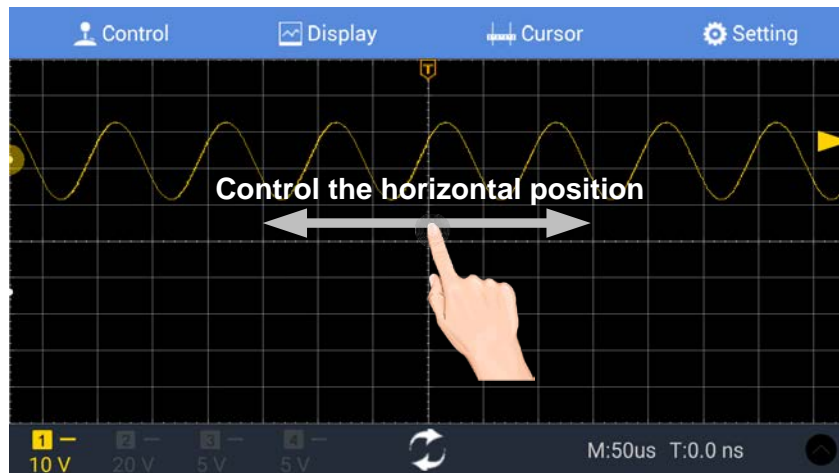 Control Display Cursor Setting
T
Control the horizontal position
1 2 3 4
10 V 20 V 5 V 5 V M:50us T:0.0 ns